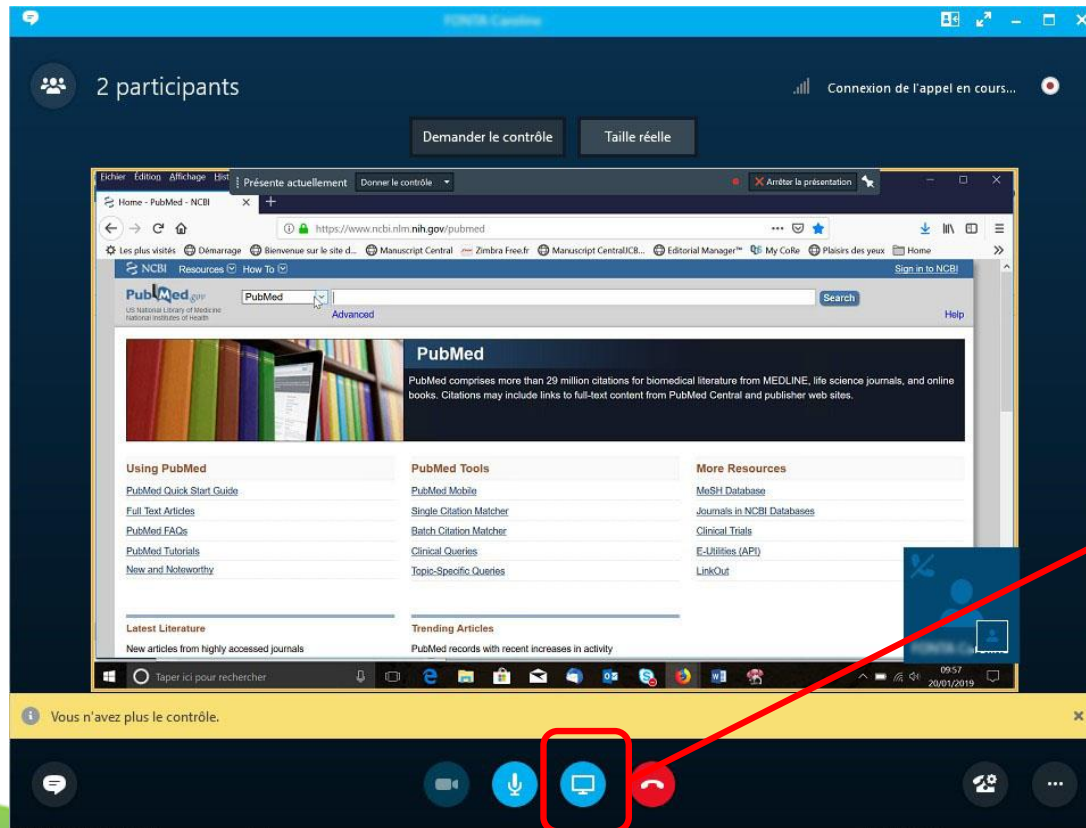 2 participants
Connexion de l'appel en cours...
Demander le contrôle
Taille réelle
Eichier Édition Affichage Hist
Présente actuellement
Donner le contrôle
Arrêter la présentation
Home - PubMed - NCBI
https://www.ncbi.nlm.nih.gov/pubmed
Les plus visités Démarrage Bienvenue sur le site d... Manuscript Central Zimbra Free.fr Manuscript CentralJCB... Editorial Manager™ My CoRe Plaisirs des yeux Home
NCBI Resources How To
Sign in to NCBI
PubMed.gov
US National Library of Medicine
National Institutes of Health
PubMed
Search
Advanced
Help
PubMed
PubMed comprises more than 29 million citations for biomedical literature from MEDLINE, life science journals, and online
books. Citations may include links to full-text content from PubMed Central and publisher web sites.
Using PubMed
PubMed Quick Start Guide
Full Text Articles
PubMed FAQs
PubMed Tutorials
New and Noteworthy
PubMed Tools
PubMed Mobile
Single Citation Matcher
Batch Citation Matcher
Clinical Queries
Topic-Specific Queries
More Resources
MeSH Database
Journals in NCBI Databases
Clinical Trials
E-Utilities (API)
LinkOut
Latest Literature
New articles from highly accessed journals
Trending Articles
PubMed records with recent increases in activity
Taper ici pour rechercher
09:57
20/01/2019
Vous n'avez plus le contrôle.